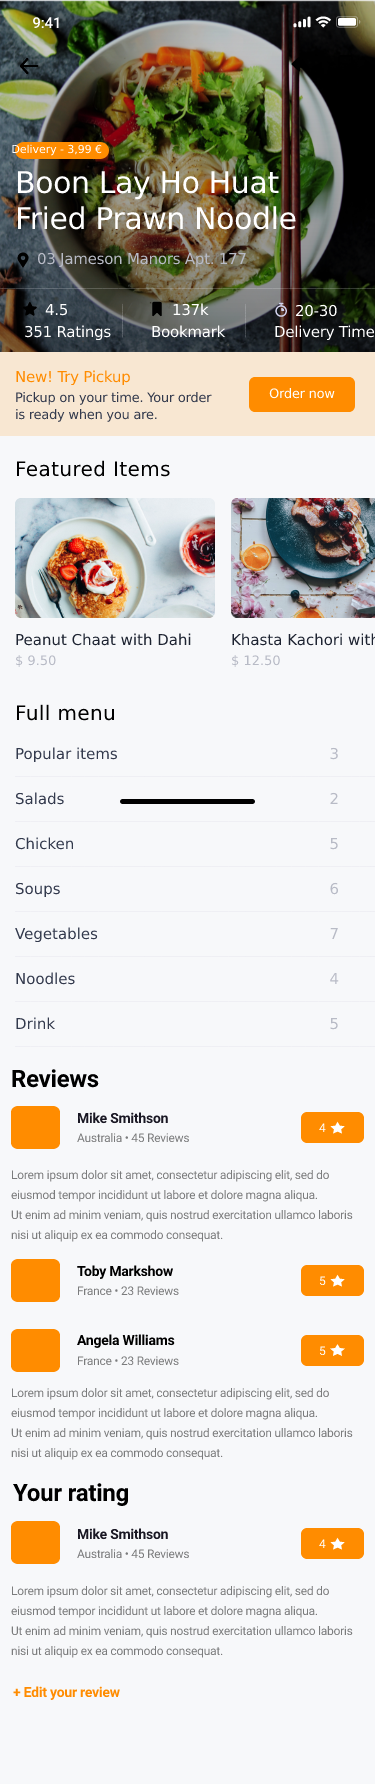 9:41
Delivery - 3,99 €
Boon Lay Ho Huat
Fried Prawn Noodle
03 Jameson Manors Apt. 177
4.5 137k 20-30
351 Ratings Bookmark Delivery Time
New! Try Pickup
Pickup on your time. Your order
is ready when you are.
Order now
Featured Items
Peanut Chaat with Dahi
$ 9.50
Khasta Kachori with
$ 12.50
Full menu
Popular items 3
Salads 2
Chicken 5
Soups 6
Vegetables 7
Noodles 4
Drink 5
Reviews
Mike Smithson
Australia • 45 Reviews
4
Lorem ipsum dolor sit amet, consectetur adipiscing elit, sed do
eiusmod tempor incididunt ut labore et dolore magna aliqua.
Ut enim ad minim veniam, quis nostrud exercitation ullamco laboris
nisi ut aliquip ex ea commodo consequat.
Toby Markshow
France • 23 Reviews
5
Angela Williams
France • 23 Reviews
5
Lorem ipsum dolor sit amet, consectetur adipiscing elit, sed do
eiusmod tempor incididunt ut labore et dolore magna aliqua.
Ut enim ad minim veniam, quis nostrud exercitation ullamco laboris
nisi ut aliquip ex ea commodo consequat.
Your rating
Mike Smithson
Australia • 45 Reviews
4
Lorem ipsum dolor sit amet, consectetur adipiscing elit, sed do
eiusmod tempor incididunt ut labore et dolore magna aliqua.
Ut enim ad minim veniam, quis nostrud exercitation ullamco laboris
nisi ut aliquip ex ea commodo consequat.
+ Edit your review